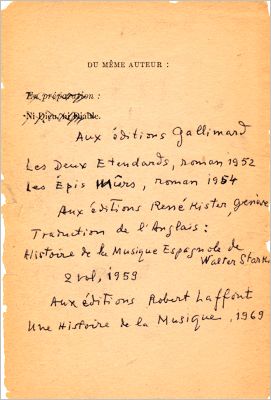 DU MÊME AUTEUR :
En préparation :
Ni Dieu, ni Diable.
Aux éditions Gallimard
Les Deux Etendards, roman 1952
Les Épis Mûrs, roman 1954
Aux éditions René Kister, Genève
Traduction de l'Anglais :
Histoire de la Musique Espagnole de
Walter Stark
2 vol, 1959
Aux éditions Robert Laffont
Une Histoire de la Musique, 1969